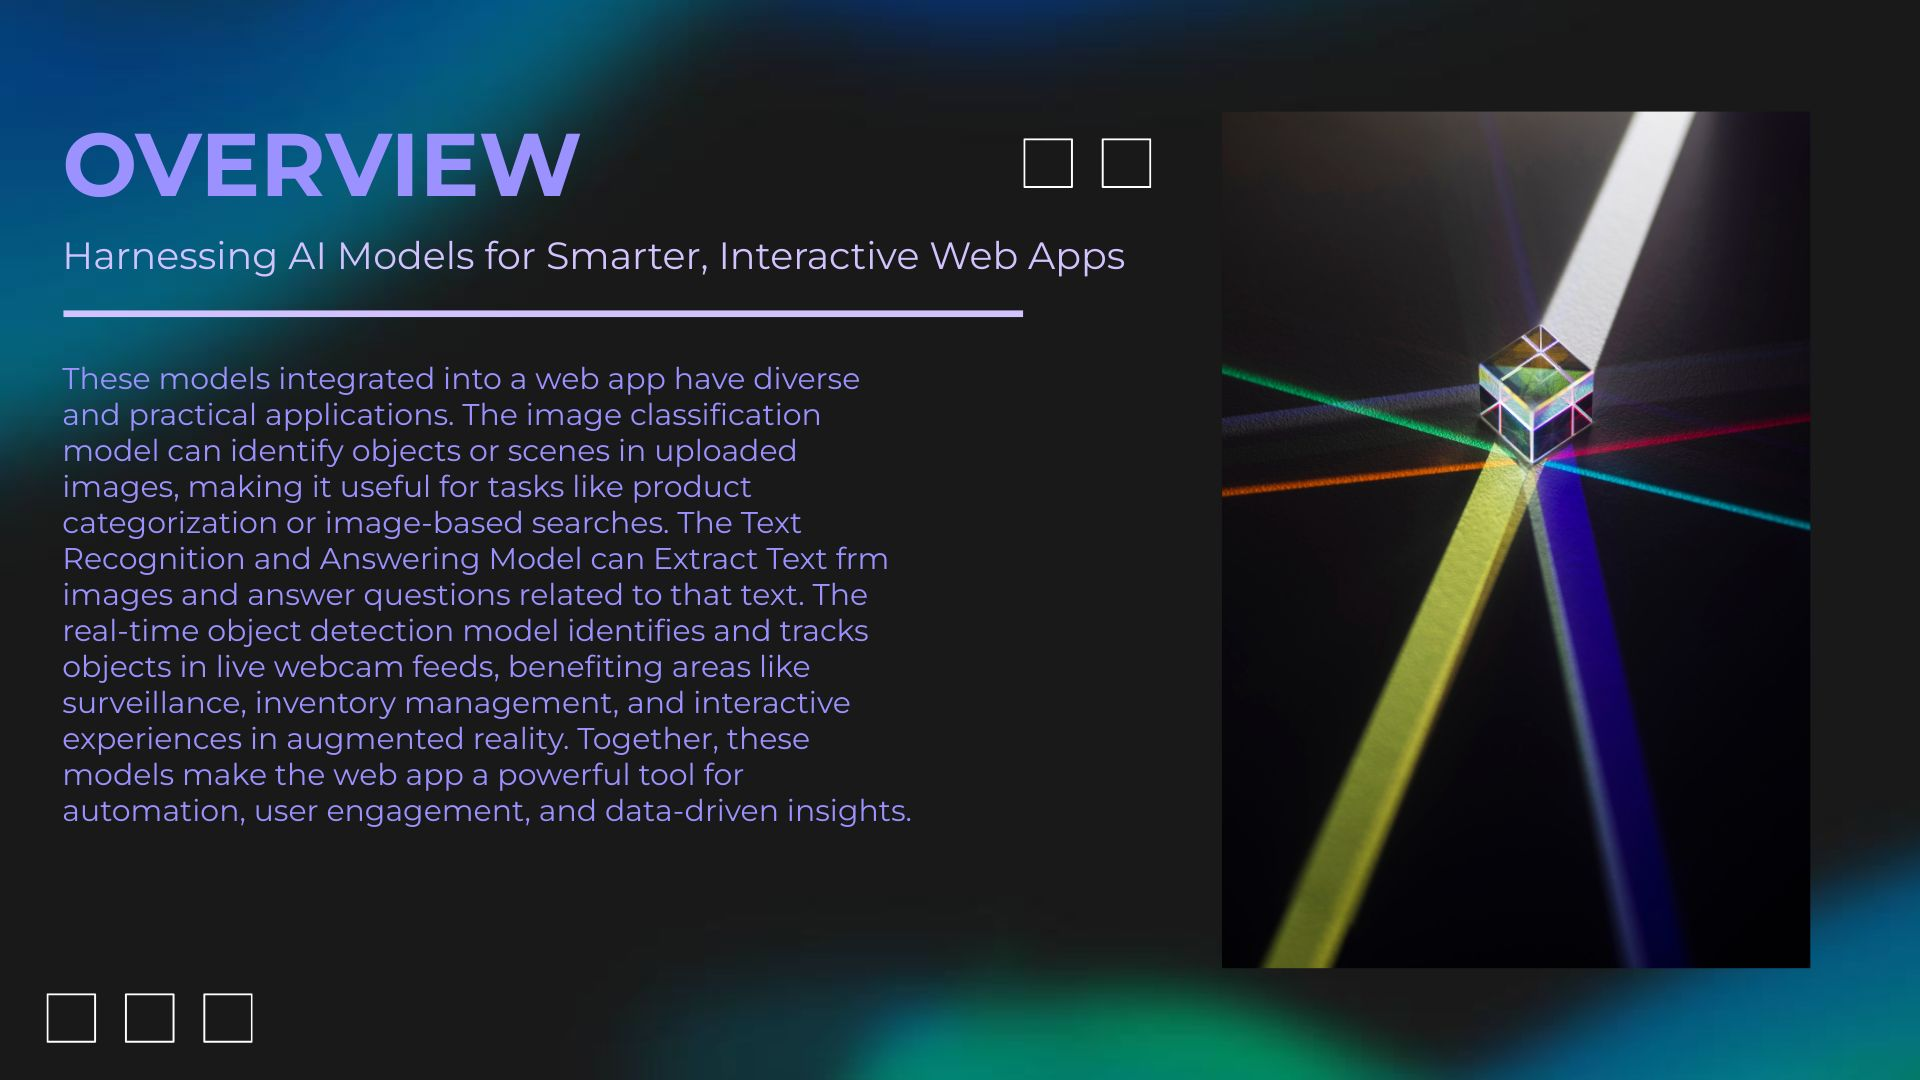 OVERVIEW
Harnessing AI Models for Smarter, Interactive Web Apps
These models integrated into a web app have diverse
and practical applications. The image classification
model can identify objects or scenes in uploaded
images, making it useful for tasks like product
categorization or image-based searches. The Text
Recognition and Answering Model can Extract Text frm
images and answer questions related to that text. The
real-time object detection model identifies and tracks
objects in live webcam feeds, benefiting areas like
surveillance, inventory management, and interactive
experiences in augmented reality. Together, these
models make the web app a powerful tool for
automation, user engagement, and data-driven insights.